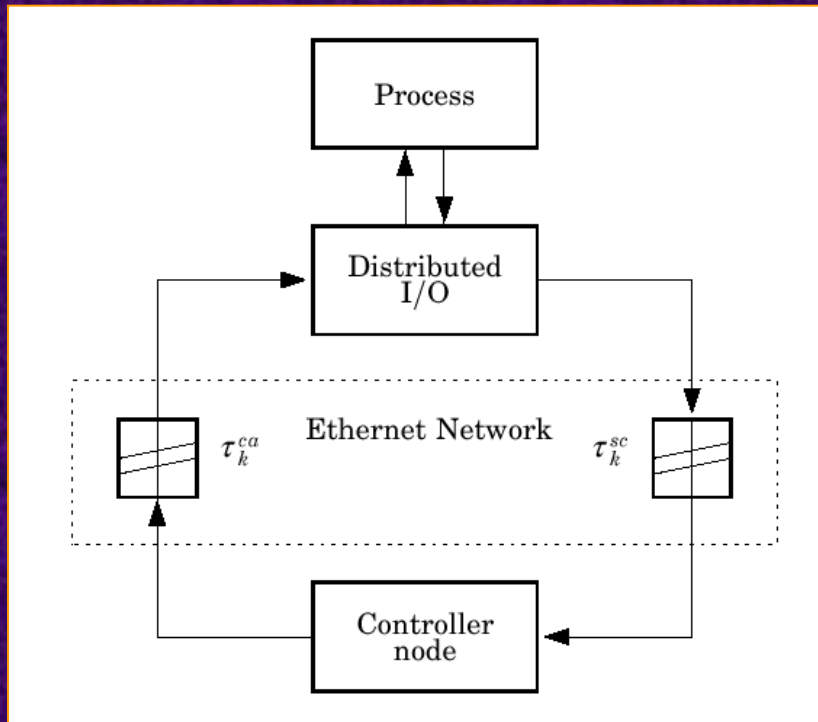 Process
Distributed
I/O
Ethernet Network
τ_k^{ca}
τ_k^{sc}
Controller
node